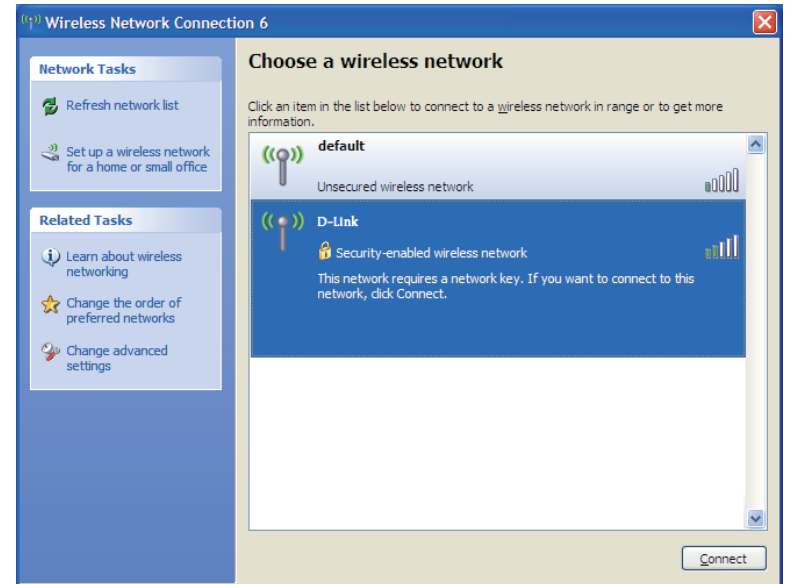 Wireless Network Connection 6
Network Tasks
Refresh network list
Set up a wireless network
for a home or small office
Related Tasks
Learn about wireless
networking
Change the order of
preferred networks
Change advanced
settings
Choose a wireless network
Click an item in the list below to connect to a wireless network in range or to get more
information.
default
Unsecured wireless network
D-Link
Security-enabled wireless network
This network requires a network key. If you want to connect to this
network, click Connect.
Connect